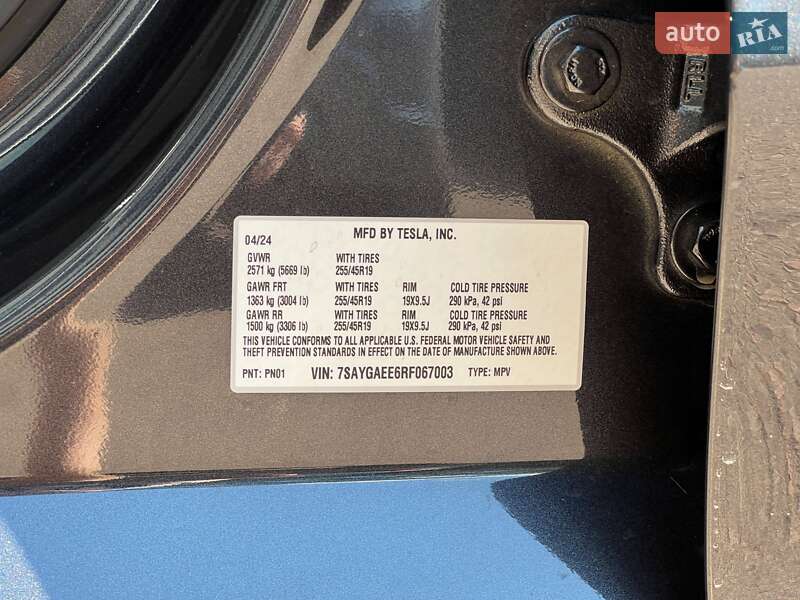 auto RIA.com
MFD BY TESLA, INC.
04/24
GVWR WITH TIRES
2571 kg (5669 lb) 255/45R19
GAWR FRT WITH TIRES RIM COLD TIRE PRESSURE
1363 kg (3004 lb) 255/45R19 19X9.5J 290 kPa, 42 psi
GAWR RR WITH TIRES RIM COLD TIRE PRESSURE
1500 kg (3306 lb) 255/45R19 19X9.5J 290 kPa, 42 psi
THIS VEHICLE CONFORMS TO ALL APPLICABLE U.S. FEDERAL MOTOR VEHICLE SAFETY AND
THEFT PREVENTION STANDARDS IN EFFECT ON THE DATE OF MANUFACTURE SHOWN ABOVE.
PNT: PN01 VIN: 7SAYGAEE6RF067003 TYPE: MPV